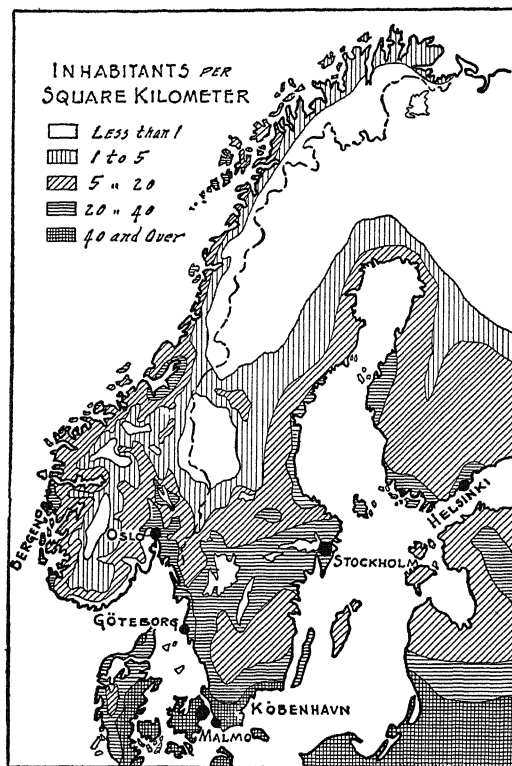 INHABITANTS PER
SQUARE KILOMETER
Less than 1
1 to 5
5 " 20
20 " 40
40 and Over
BERGEN
OSLO
HELSINKI
STOCKHOLM
GÖTEBORG
KÖBENHAVN
MALMO